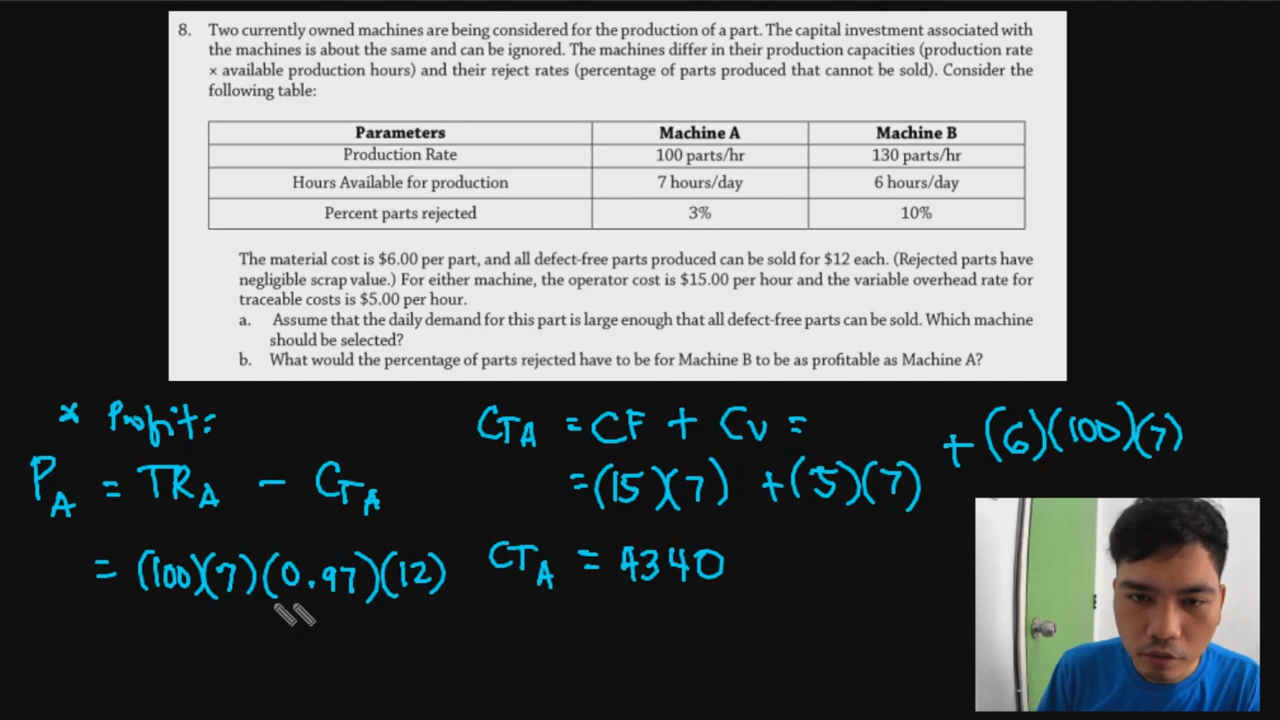 8. Two currently owned machines are being considered for the production of a part. The capital investment associated with
the machines is about the same and can be ignored. The machines differ in their production capacities (production rate
× available production hours) and their reject rates (percentage of parts produced that cannot be sold). Consider the
following table:
Parameters Machine A Machine B
Production Rate 100 parts/hr 130 parts/hr
Hours Available for production 7 hours/day 6 hours/day
Percent parts rejected 3% 10%
The material cost is $6.00 per part, and all defect-free parts produced can be sold for $12 each. (Rejected parts have
negligible scrap value.) For either machine, the operator cost is $15.00 per hour and the variable overhead rate for
traceable costs is $5.00 per hour.
a. Assume that the daily demand for this part is large enough that all defect-free parts can be sold. Which machine
should be selected?
b. What would the percentage of parts rejected have to be for Machine B to be as profitable as Machine A?
* Profit:
P_A = TR_A - CT_A
= (100)(7)(0.97)(12)
CT_A = CF + CV =
= (15)(7) + (5)(7) + (6)(100)(7)
CT_A = 4340